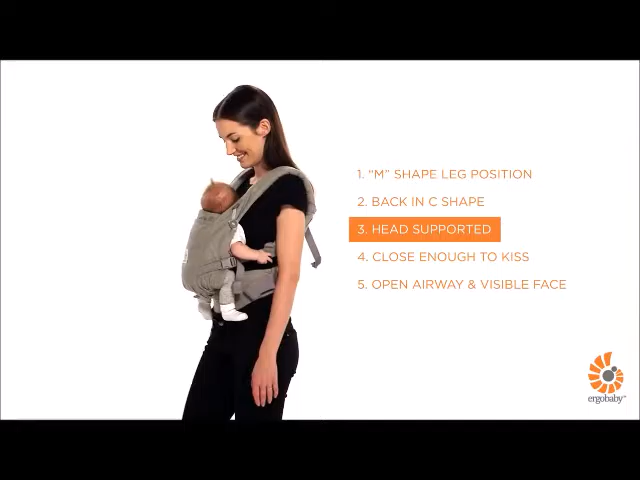 1. “M” SHAPE LEG POSITION
2. BACK IN C SHAPE
3. HEAD SUPPORTED
4. CLOSE ENOUGH TO KISS
5. OPEN AIRWAY & VISIBLE FACE
ergobaby